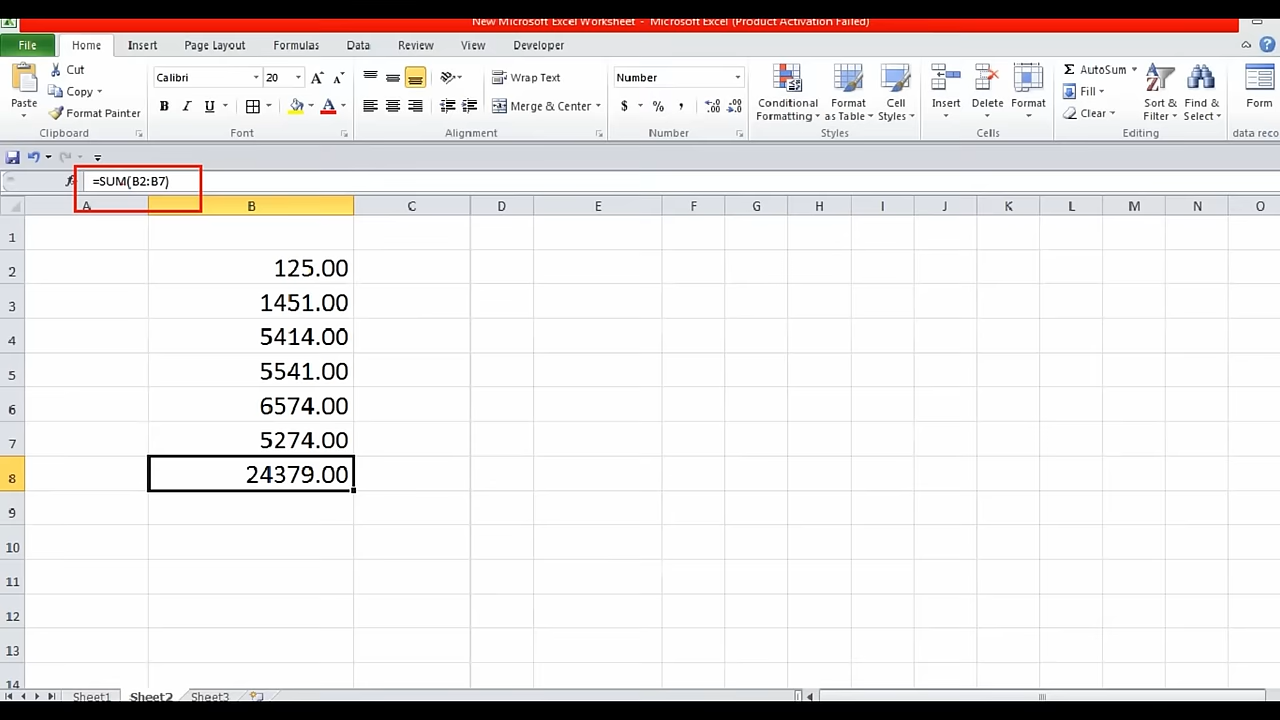 New Microsoft Excel Worksheet - Microsoft Excel (Product Activation Failed)
File Home Insert Page Layout Formulas Data Review View Developer
Cut Calibri 20 A A Wrap Text Number AutoSum
Copy Fill
Paste Format Painter B I U A Merge & Center $ % , Conditional Formatting Format as Table Cell Styles Insert Delete Format Clear Sort & Filter Find & Select Form
Clipboard Font Alignment Number Styles Cells Editing data reco
fx =SUM(B2:B7)
A B C D E F G H I J K L M N O
1
2 125.00
3 1451.00
4 5414.00
5 5541.00
6 6574.00
7 5274.00
8 24379.00
9
10
11
12
13
14
Sheet1 Sheet2 Sheet3